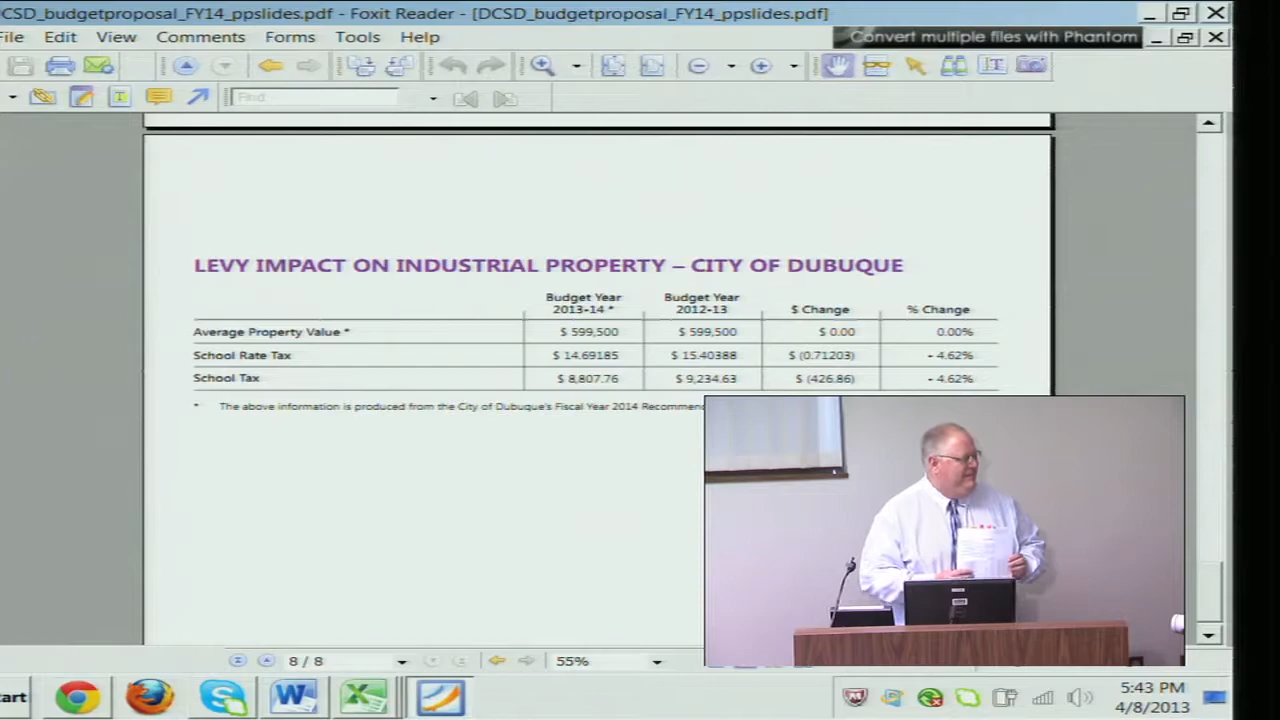 CSD_budgetproposal_FY14_ppslides.pdf - Foxit Reader - [DCSD_budgetproposal_FY14_ppslides.pdf]
File Edit View Comments Forms Tools Help
Convert multiple files with Phantom
Find
LEVY IMPACT ON INDUSTRIAL PROPERTY – CITY OF DUBUQUE
Budget Year 2013-14 * Budget Year 2012-13 $ Change % Change
Average Property Value * $ 599,500 $ 599,500 $ 0.00 0.00%
School Rate Tax $ 14.69185 $ 15.40388 $ (0.71203) - 4.62%
School Tax $ 8,807.76 $ 9,234.63 $ (426.86) - 4.62%
* The above information is produced from the City of Dubuque's Fiscal Year 2014 Recommen
8 / 8 55%
tart
5:43 PM
4/8/2013